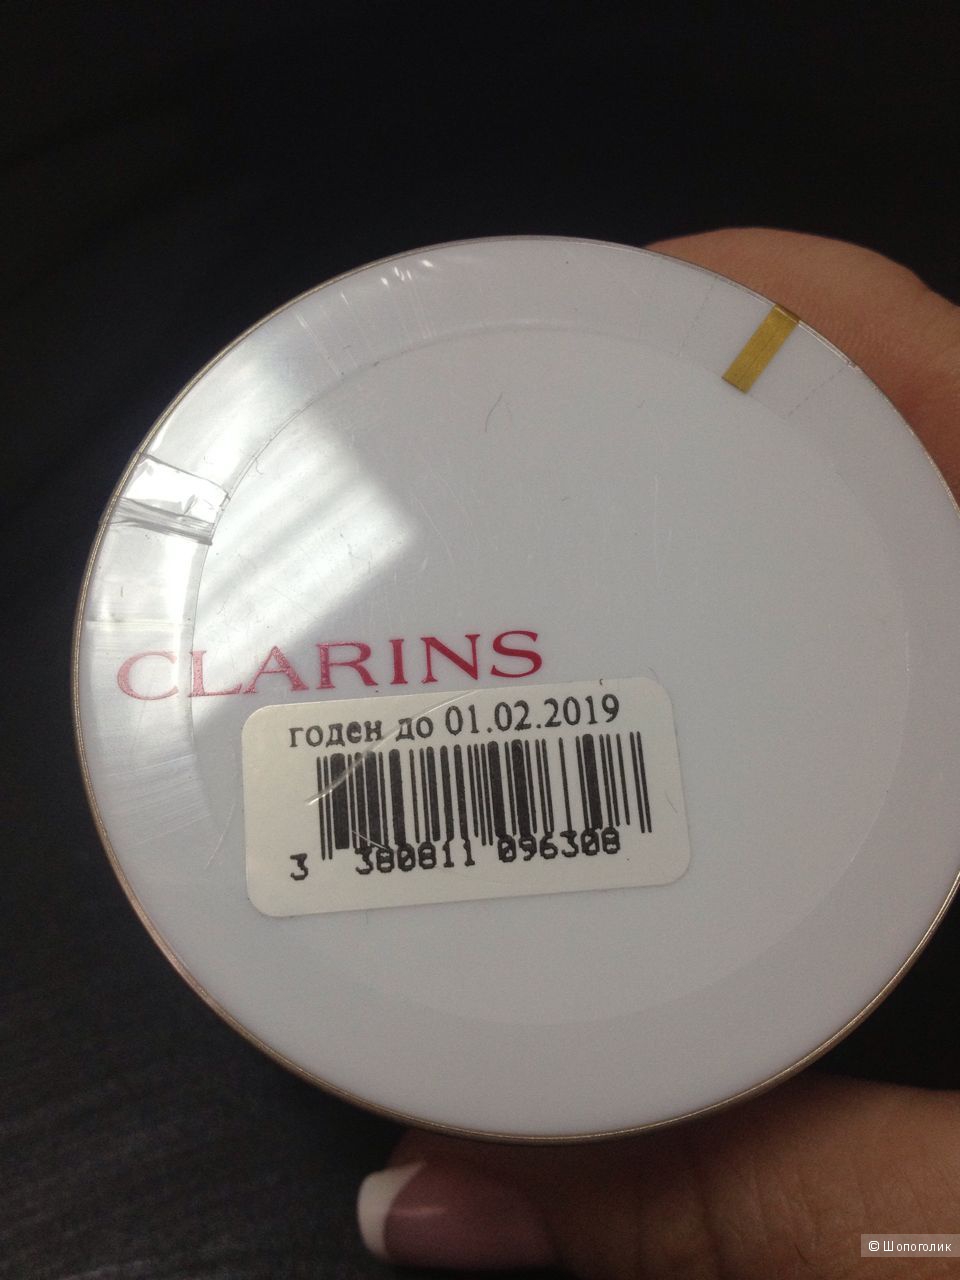 CLARINS
годен до 01.02.2019
3 380811 096308
© Шопоголик